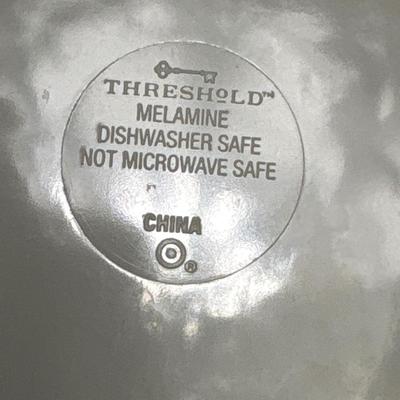 THRESHOLD™
MELAMINE
DISHWASHER SAFE
NOT MICROWAVE SAFE
CHINA
®